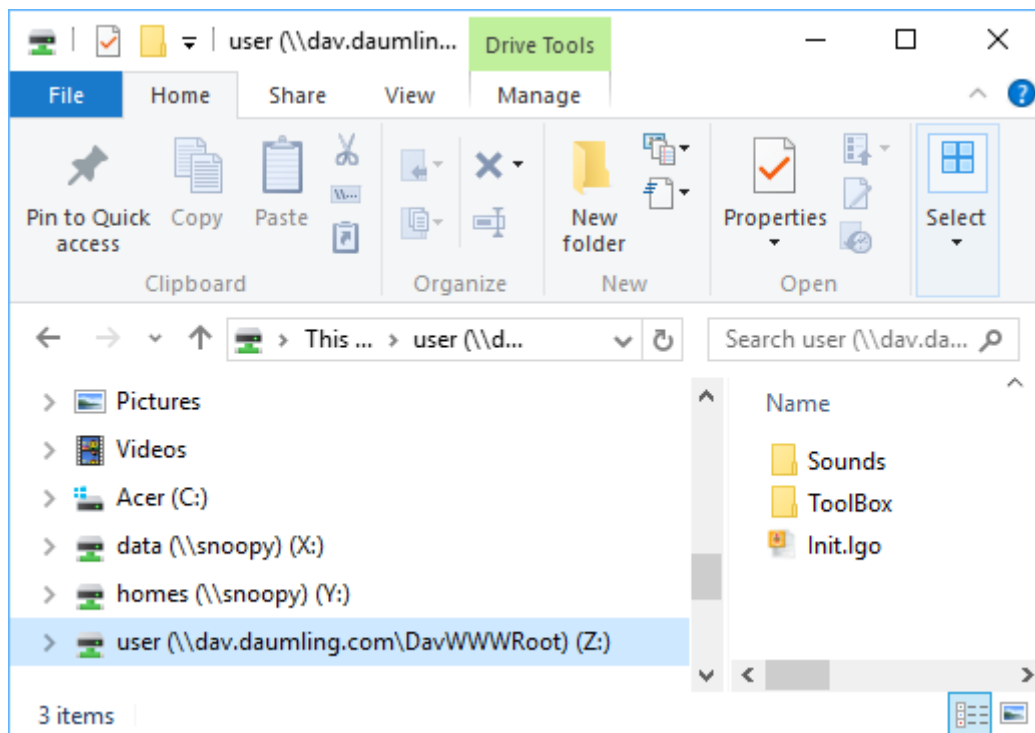 user (\\dav.daumlin...
Drive Tools
File
Home
Share
View
Manage
?
Pin to Quick access
Copy
Paste
\\...
New folder
Properties
Select
Clipboard
Organize
New
Open
This ... > user (\\d...
Search user (\\dav.da...
Pictures
Videos
Acer (C:)
data (\\snoopy) (X:)
homes (\\snoopy) (Y:)
user (\\dav.daumling.com\DavWWWRoot) (Z:)
Name
Sounds
ToolBox
Init.lgo
3 items